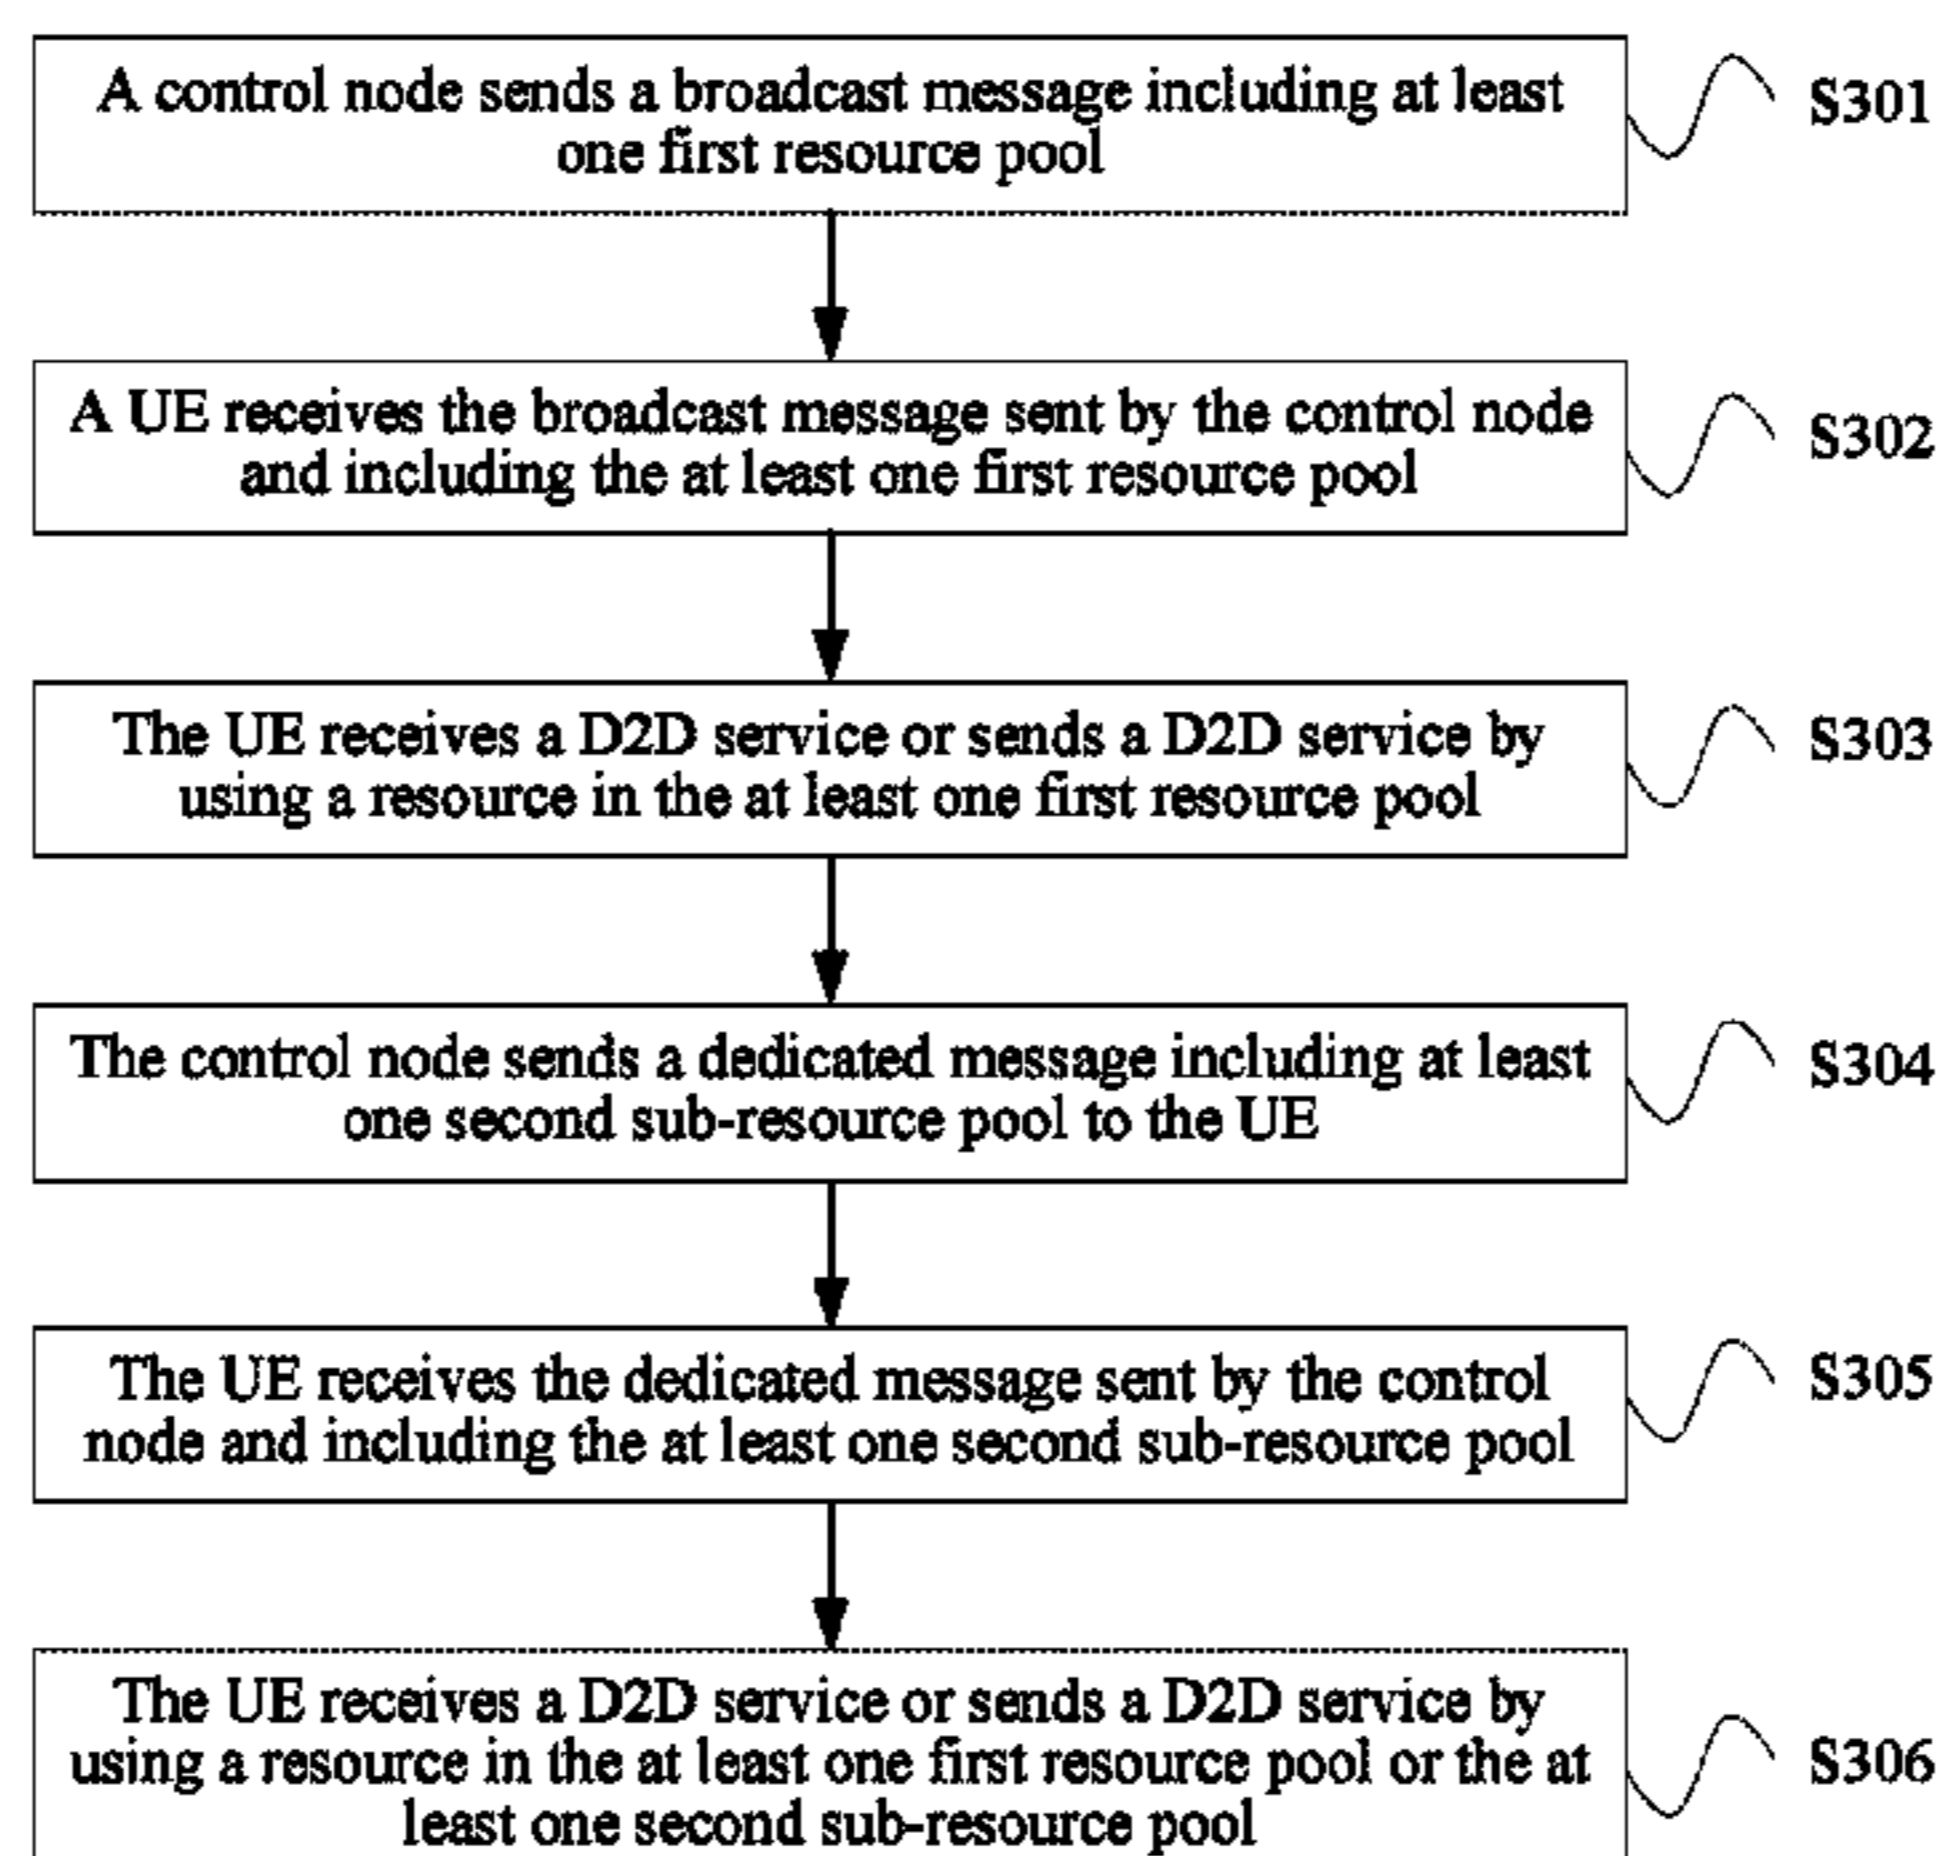 A control node sends a broadcast message including at least
one first resource pool
S301
A UE receives the broadcast message sent by the control node
and including the at least one first resource pool
S302
The UE receives a D2D service or sends a D2D service by
using a resource in the at least one first resource pool
S303
The control node sends a dedicated message including at least
one second sub-resource pool to the UE
S304
The UE receives the dedicated message sent by the control
node and including the at least one second sub-resource pool
S305
The UE receives a D2D service or sends a D2D service by
using a resource in the at least one first resource pool or the at
least one second sub-resource pool
S306